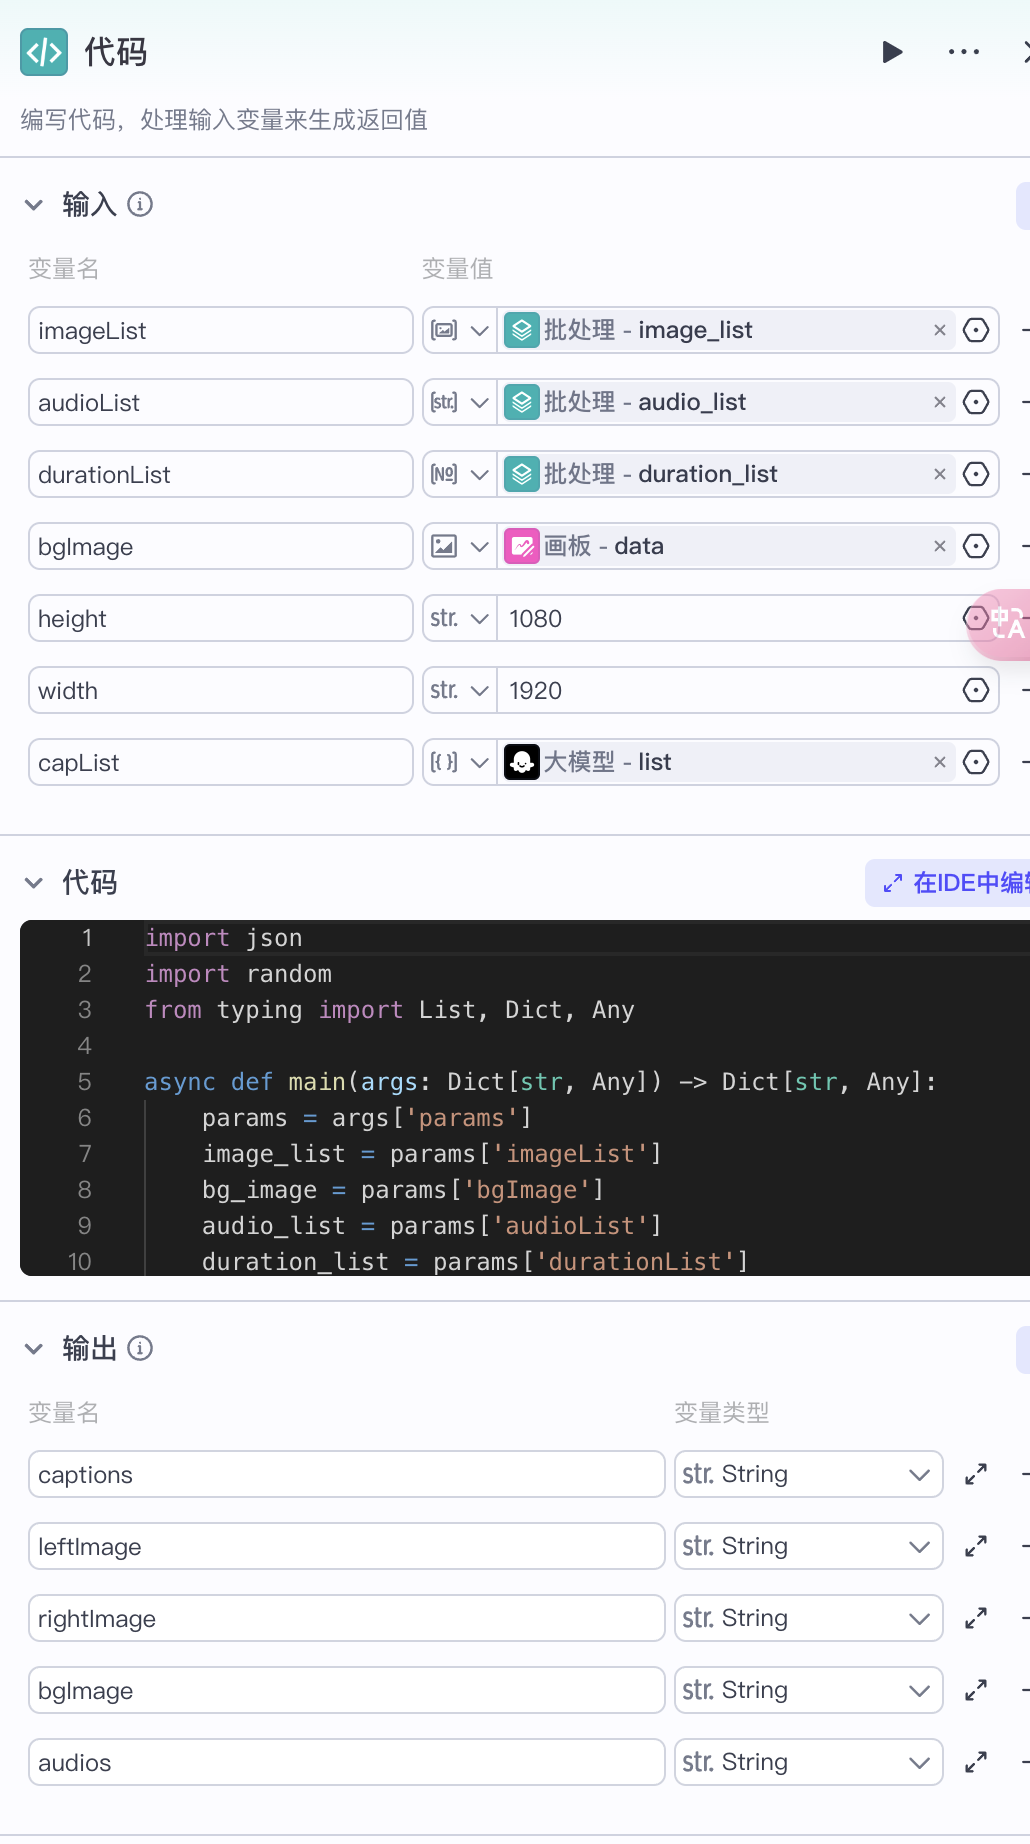 代码
编写代码，处理输入变量来生成返回值
输入
变量名 变量值
imageList 批处理 - image_list
audioList str. 批处理 - audio_list
durationList No 批处理 - duration_list
bgImage 画板 - data
height str. 1080
width str. 1920
capList 大模型 - list
中A
代码
在IDE中编辑
1 import json
2 import random
3 from typing import List, Dict, Any
4
5 async def main(args: Dict[str, Any]) -> Dict[str, Any]:
6 params = args['params']
7 image_list = params['imageList']
8 bg_image = params['bgImage']
9 audio_list = params['audioList']
10 duration_list = params['durationList']
输出
变量名 变量类型
captions str. String
leftImage str. String
rightImage str. String
bgImage str. String
audios str. String